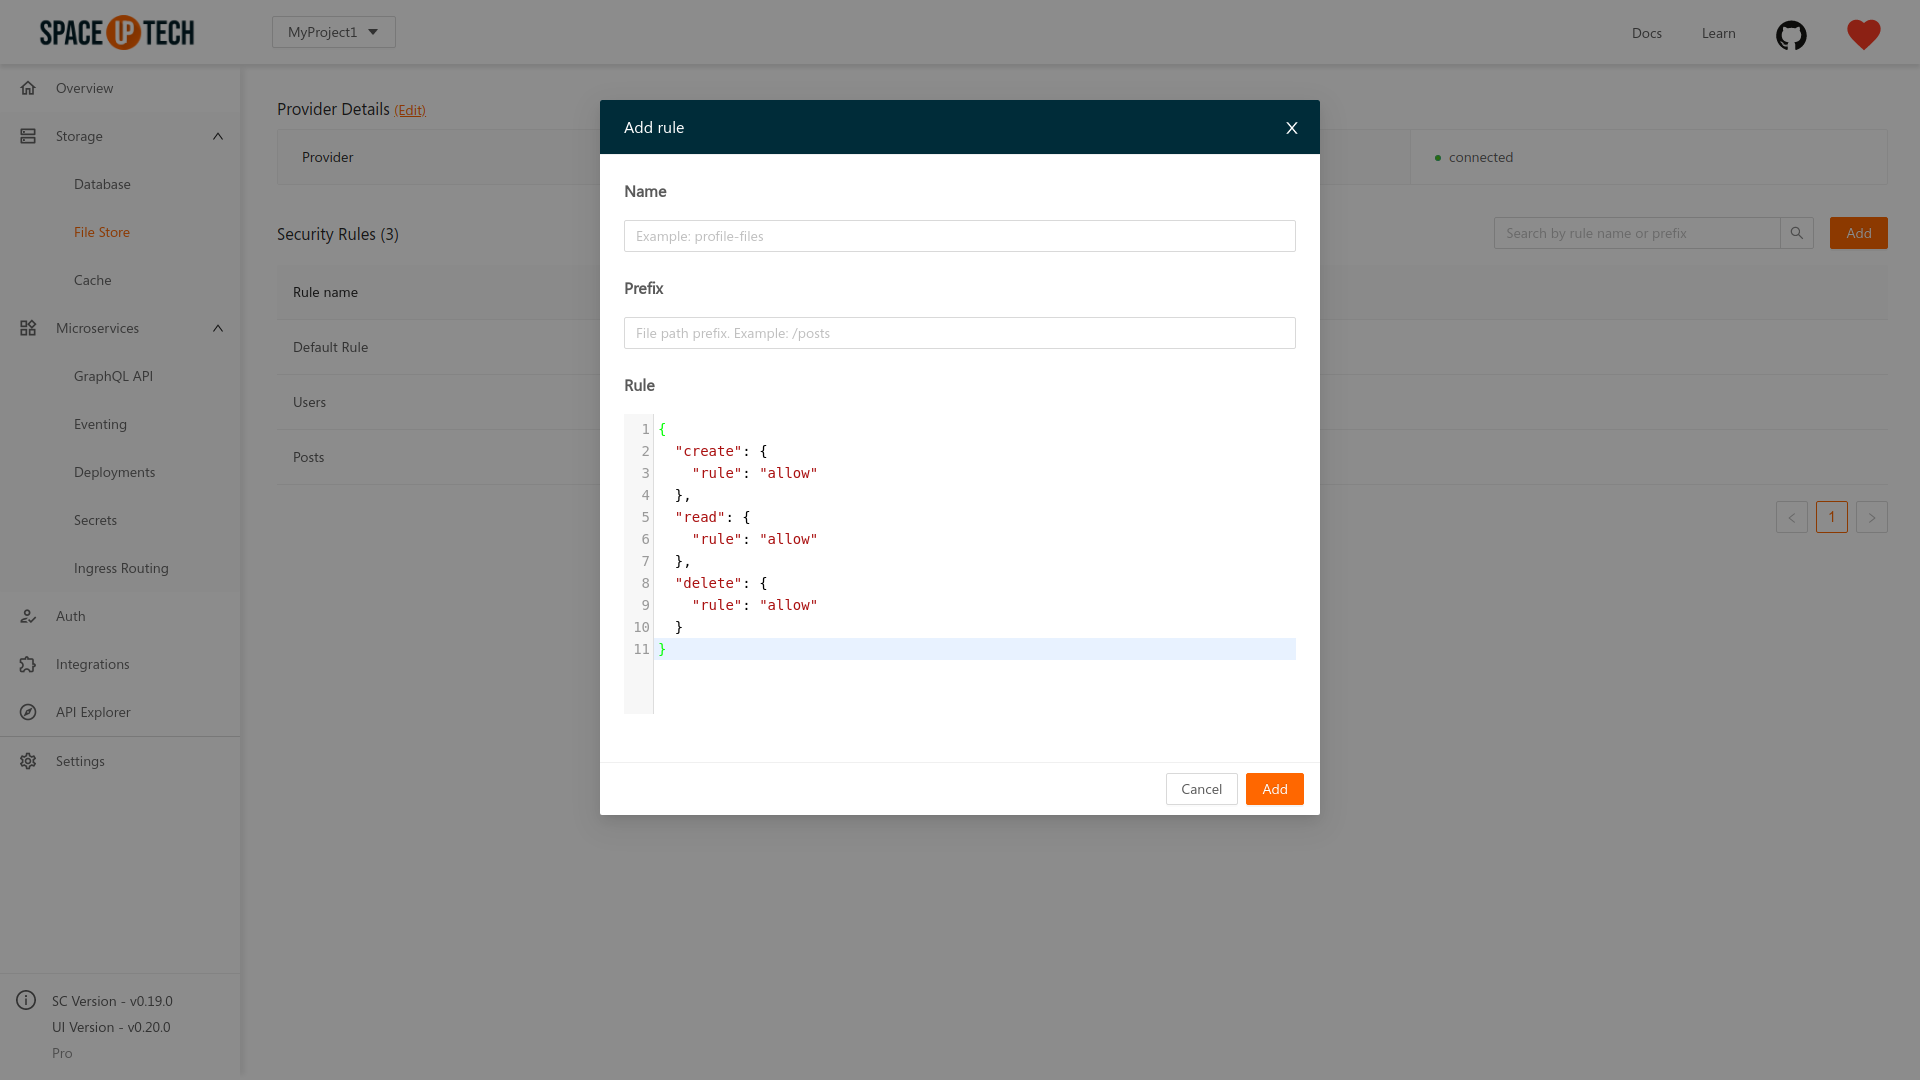 SPACE UP TECH
MyProject1
Docs
Learn
Overview
Storage
Database
File Store
Cache
Microservices
GraphQL API
Eventing
Deployments
Secrets
Ingress Routing
Auth
Integrations
API Explorer
Settings
SC Version - v0.19.0
UI Version - v0.20.0
Pro
Provider Details (Edit)
Provider
connected
Security Rules (3)
Search by rule name or prefix
Add
Rule name
Default Rule
Users
Posts
< 1 >
Add rule
X
Name
Example: profile-files
Prefix
File path prefix. Example: /posts
Rule
1 {
2 "create": {
3 "rule": "allow"
4 },
5 "read": {
6 "rule": "allow"
7 },
8 "delete": {
9 "rule": "allow"
10 }
11 }
Cancel
Add